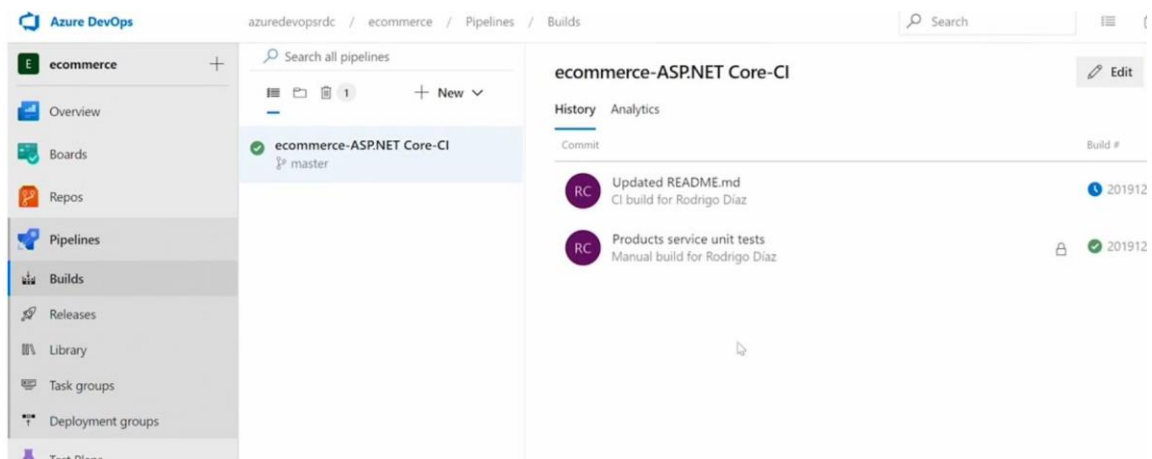 Azure DevOps
azuredevopsrdc / ecommerce / Pipelines / Builds
Search
E ecommerce
Overview
Boards
Repos
Pipelines
Builds
Releases
Library
Task groups
Deployment groups
Test Plans
Search all pipelines
1
New
ecommerce-ASP.NET Core-CI
master
ecommerce-ASP.NET Core-CI
Edit
History Analytics
Commit Build #
RC Updated README.md
CI build for Rodrigo Díaz
201912
RC Products service unit tests
Manual build for Rodrigo Díaz
201912